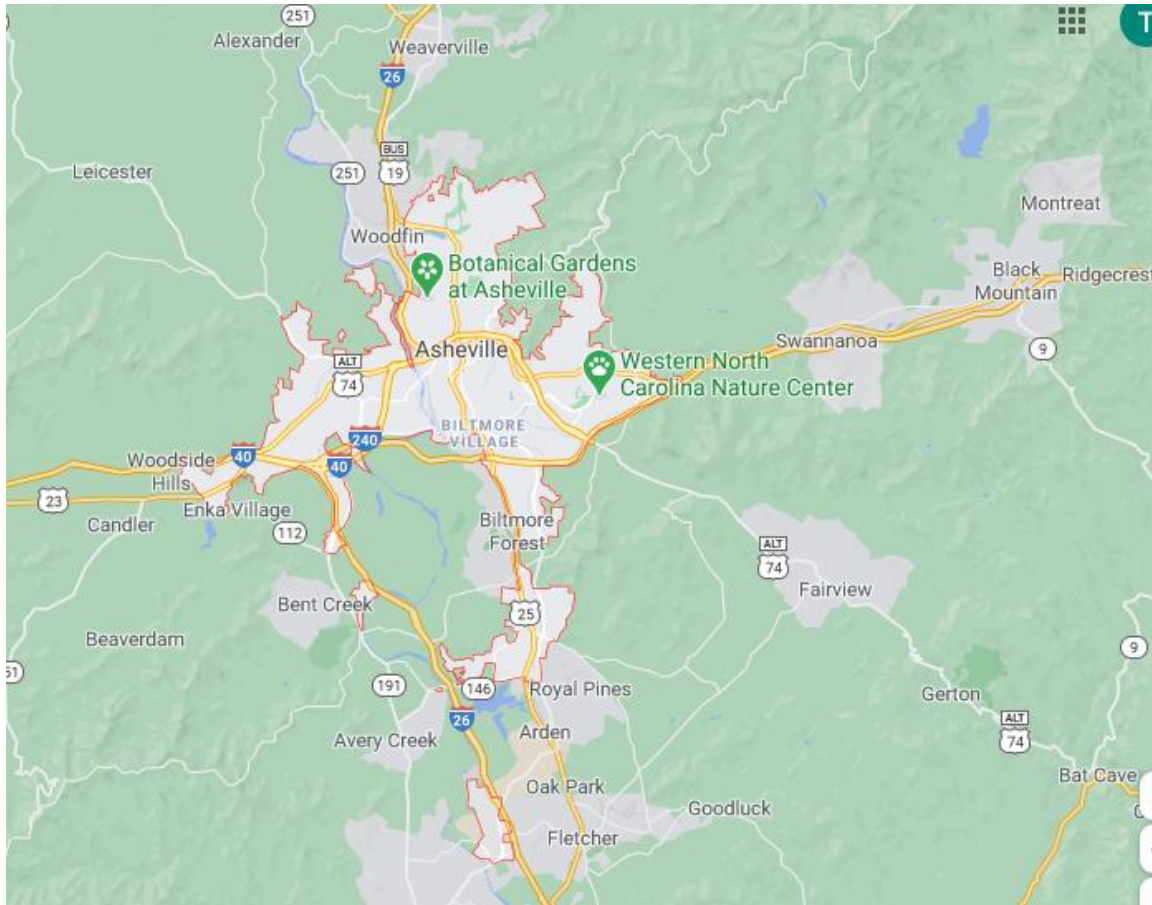 251
Alexander
Weaverville
T
26
BUS
19
251
Leicester
Montreat
Woodfin
Botanical Gardens
at Asheville
Black
Mountain
Ridgecrest
Swannanoa
9
Asheville
ALT
74
Western North
Carolina Nature Center
BILTMORE
VILLAGE
240
40
40
Woodside
Hills
23
Enka Village
Candler
112
Biltmore
Forest
ALT
74
Fairview
Bent Creek
25
Beaverdam
9
191
146
Royal Pines
Gerton
26
Arden
ALT
74
Avery Creek
Bat Cave
Oak Park
Goodluck
Fletcher